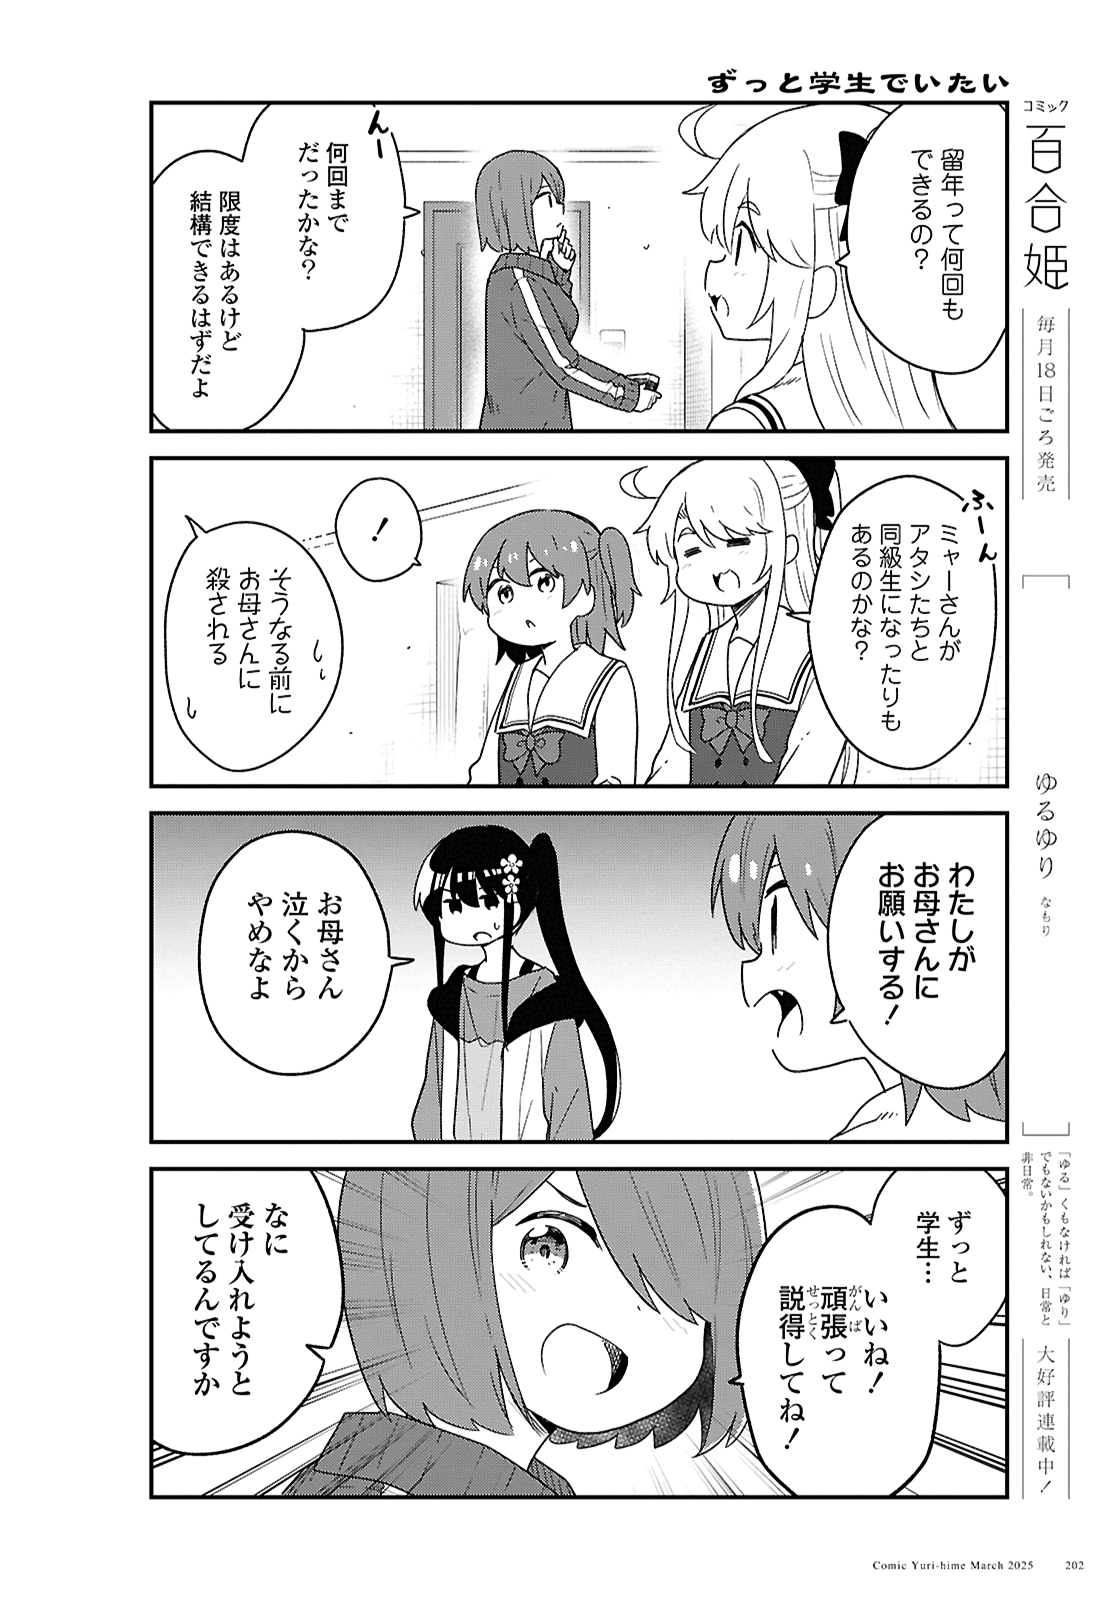 ずっと学生でいたい
留年って何回も
できるの？
んー
何回まで
だったかな？
限度はあるけど
結構できるはずだよ
ふーん
ミャーさんが
アタシたちと
同級生になったりも
あるのかな？
！
そうなる前に
お母さんに
殺される
わたしが
お母さんに
お願いする！
お母さん
泣くから
やめなよ
ずっと
学生…
いいね！
頑張って
がんば
説得してね！
せっとく
なに
受け入れようと
してるんですか
コミック
百合姫
毎月18日ごろ発売
ゆるゆり
なもり
「ゆる」くもなければ「ゆり」
でもないかもしれない、日常と
非日常。
大好評連載中！
Comic Yuri-hime March 2025
202